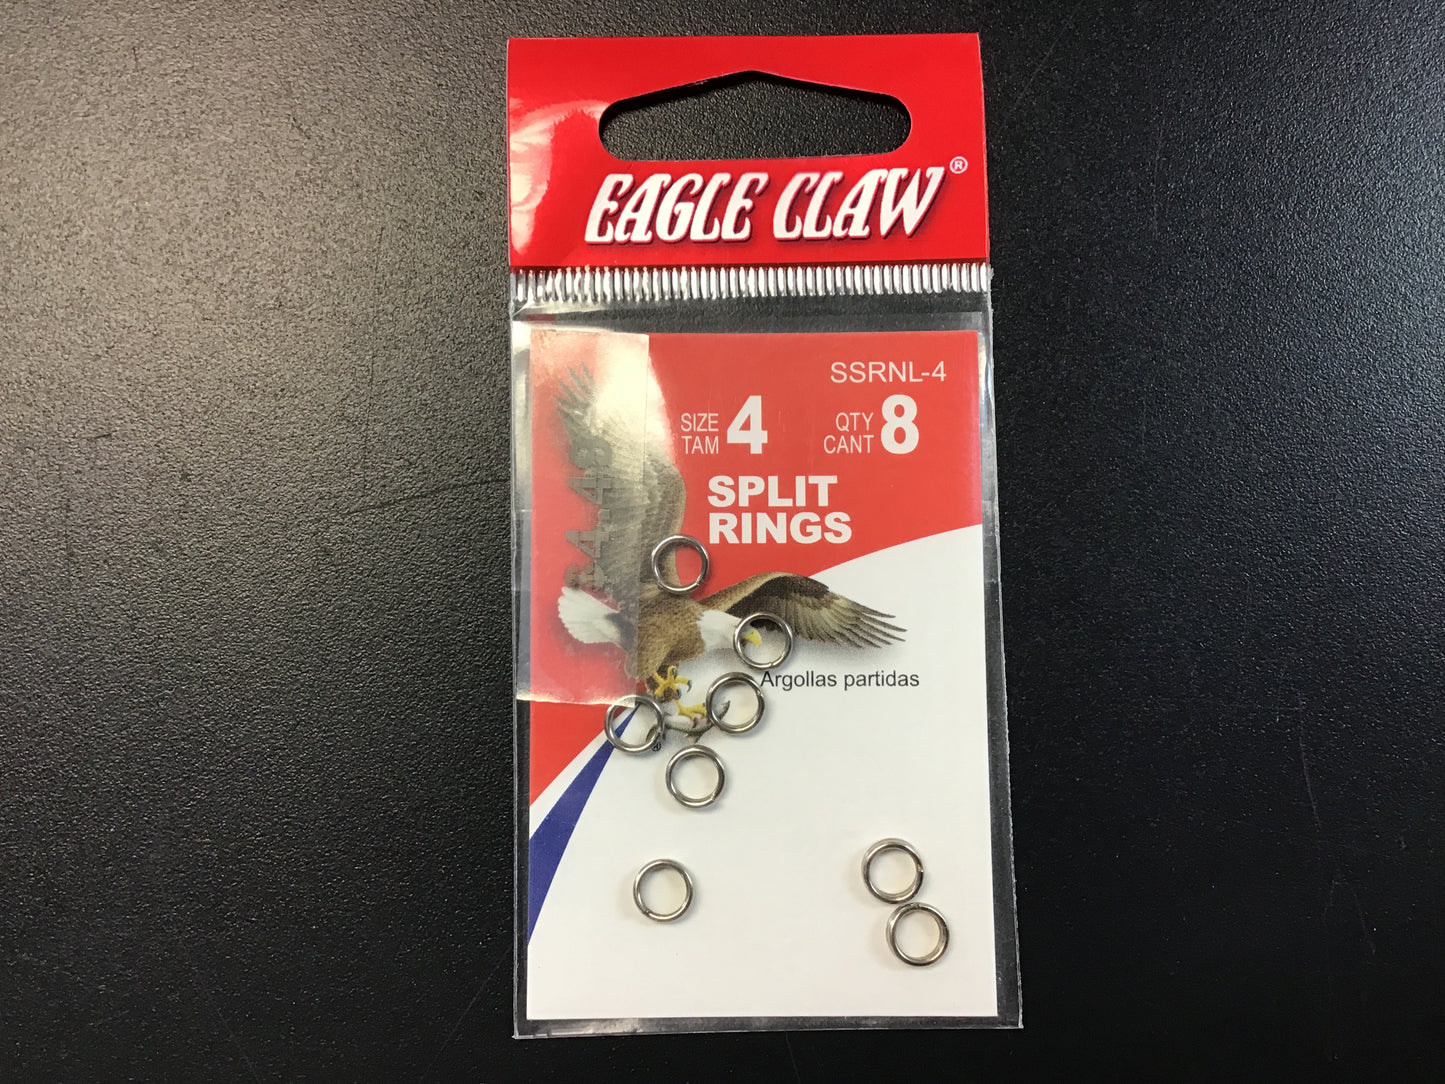 EAGLE CLAW®
SSRNL-4
SIZE 4 QTY 8
TAM CANT
SPLIT
RINGS
Argollas partidas